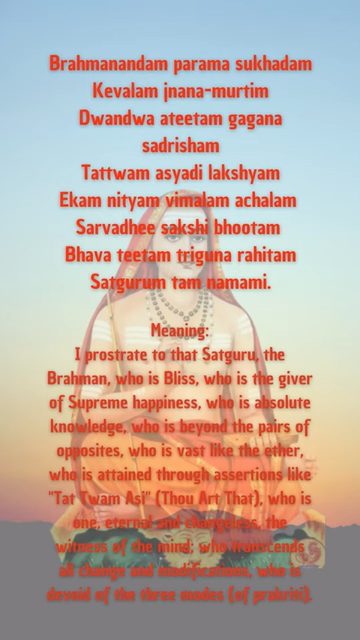 Brahmanandam parama sukhadam
Kevalam jnana-murtim
Dwandwa ateetam gagana
sadrisham
Tattwam asyadi lakshyam
Ekam nityam vimalam achalam
Sarvadhee sakshi bhootam
Bhava teetam triguna rahitam
Satgurum tam namami.
Meaning:
I prostrate to that Satguru, the
Brahman, who is Bliss, who is the giver
of Supreme happiness, who is absolute
knowledge, who is beyond the pairs of
opposites, who is vast like the ether,
who is attained through assertions like
"Tat Twam Asi" (Thou Art That), who is
one, eternal and changeless, the
witness of the mind; who transcends
all change and modifications, who is
devoid of the three modes (of prakriti).